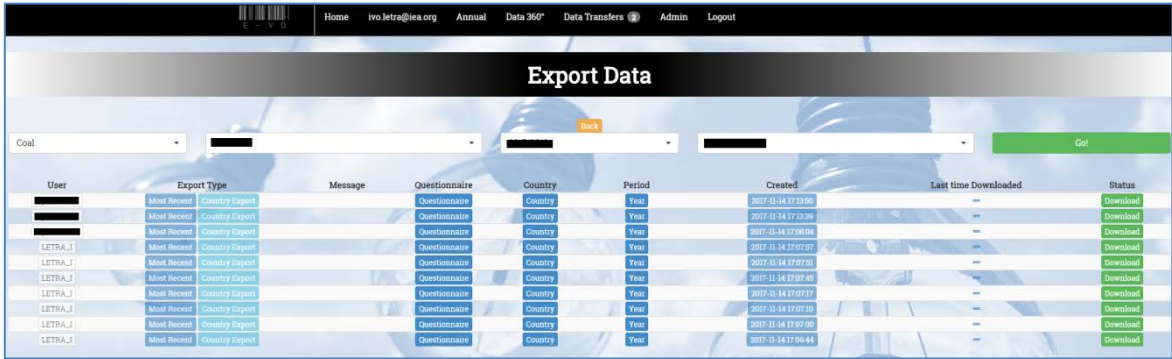 E - V O
Home ivo.letra@iea.org Annual Data 360° Data Transfers 2 Admin Logout
Export Data
Back
Coal Go!
User Export Type Message Questionnaire Country Period Created Last time Downloaded Status
Most Recent Country Export Questionnaire Country Year 2017-11-14 17:13:50 Download
Most Recent Country Export Questionnaire Country Year 2017-11-14 17:13:39 Download
Most Recent Country Export Questionnaire Country Year 2017-11-14 17:08:04 Download
LETRA_I Most Recent Country Export Questionnaire Country Year 2017-11-14 17:07:57 Download
LETRA_I Most Recent Country Export Questionnaire Country Year 2017-11-14 17:07:51 Download
LETRA_I Most Recent Country Export Questionnaire Country Year 2017-11-14 17:07:45 Download
LETRA_I Most Recent Country Export Questionnaire Country Year 2017-11-14 17:07:17 Download
LETRA_I Most Recent Country Export Questionnaire Country Year 2017-11-14 17:07:10 Download
LETRA_I Most Recent Country Export Questionnaire Country Year 2017-11-14 17:07:00 Download
LETRA_I Most Recent Country Export Questionnaire Country Year 2017-11-14 17:06:44 Download